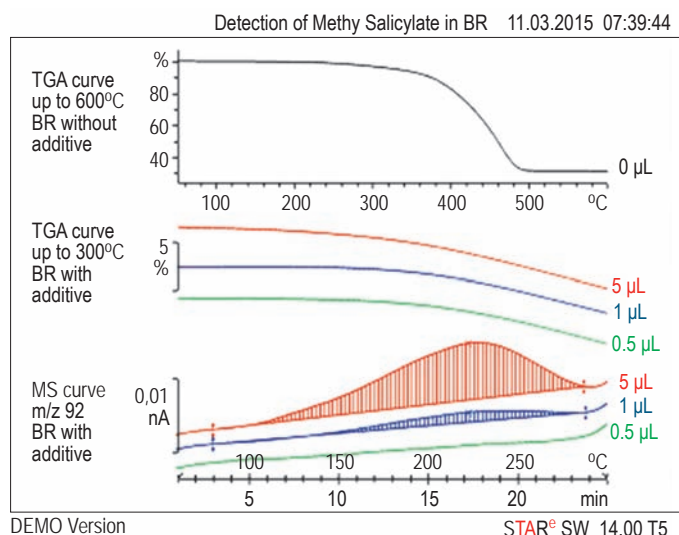 Detection of Methy Salicylate in BR 11.03.2015 07:39:44
TGA curve
up to 600ºC
BR without
additive
%
80
60
40
0 µL
100 200 300 400 500 ºC
TGA curve
up to 300ºC
BR with
additive
5
%
5 µL
1 µL
0.5 µL
MS curve
m/z 92
BR with
additive
0,01
nA
5 µL
1 µL
0.5 µL
100 150 200 250 ºC
5 10 15 20 min
DEMO Version STARe SW 14.00 T5